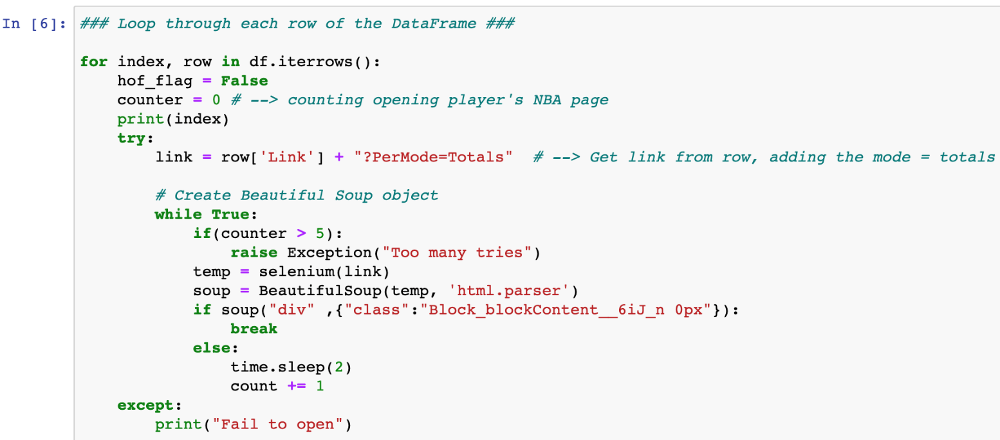 In [6]: ### Loop through each row of the DataFrame ###
for index, row in df.iterrows():
    hof_flag = False
    counter = 0 # --> counting opening player's NBA page
    print(index)
    try:
        link = row['Link'] + "?PerMode=Totals"  # --> Get link from row, adding the mode = totals
        # Create Beautiful Soup object
        while True:
            if(counter > 5):
                raise Exception("Too many tries")
            temp = selenium(link)
            soup = BeautifulSoup(temp, 'html.parser')
            if soup("div" ,{"class":"Block_blockContent__6iJ_n 0px"}):
                break
            else:
                time.sleep(2)
                count += 1
    except:
        print("Fail to open")